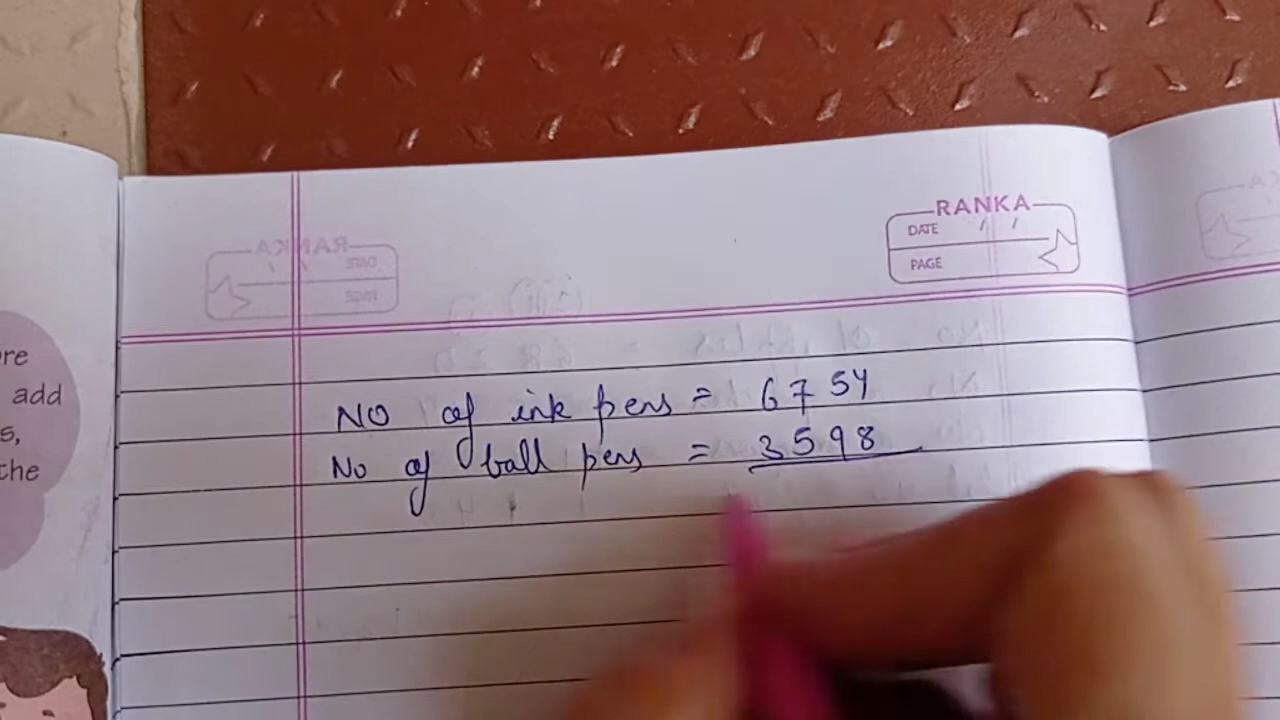 RANKA
DATE / /
PAGE
re
add
s,
the
NO of ink pens = 6754
No of ball pens = 3598